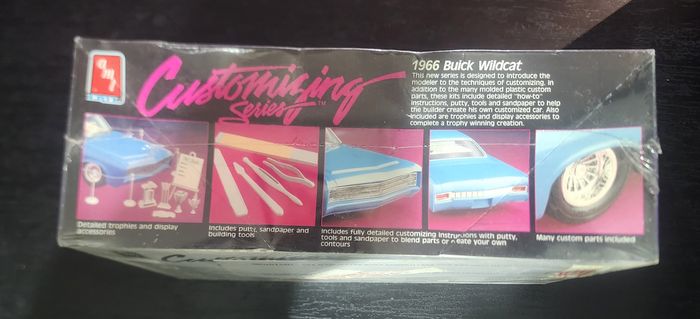 amt
Customizing
Series™
1966 Buick Wildcat
This new series is designed to introduce the
modeler to the techniques of customizing. In
addition to the many molded plastic custom
parts, these kits include detailed "how-to"
instructions, putty, tools and sandpaper to help
the builder create his own customized car. Also
included are trophies and display accessories to
complete a trophy winning creation.
Detailed trophies and display
accessories
Includes putty, sandpaper and
building tools
Includes fully detailed customizing instructions with putty,
tools and sandpaper to blend parts or create your own
contours
Many custom parts included